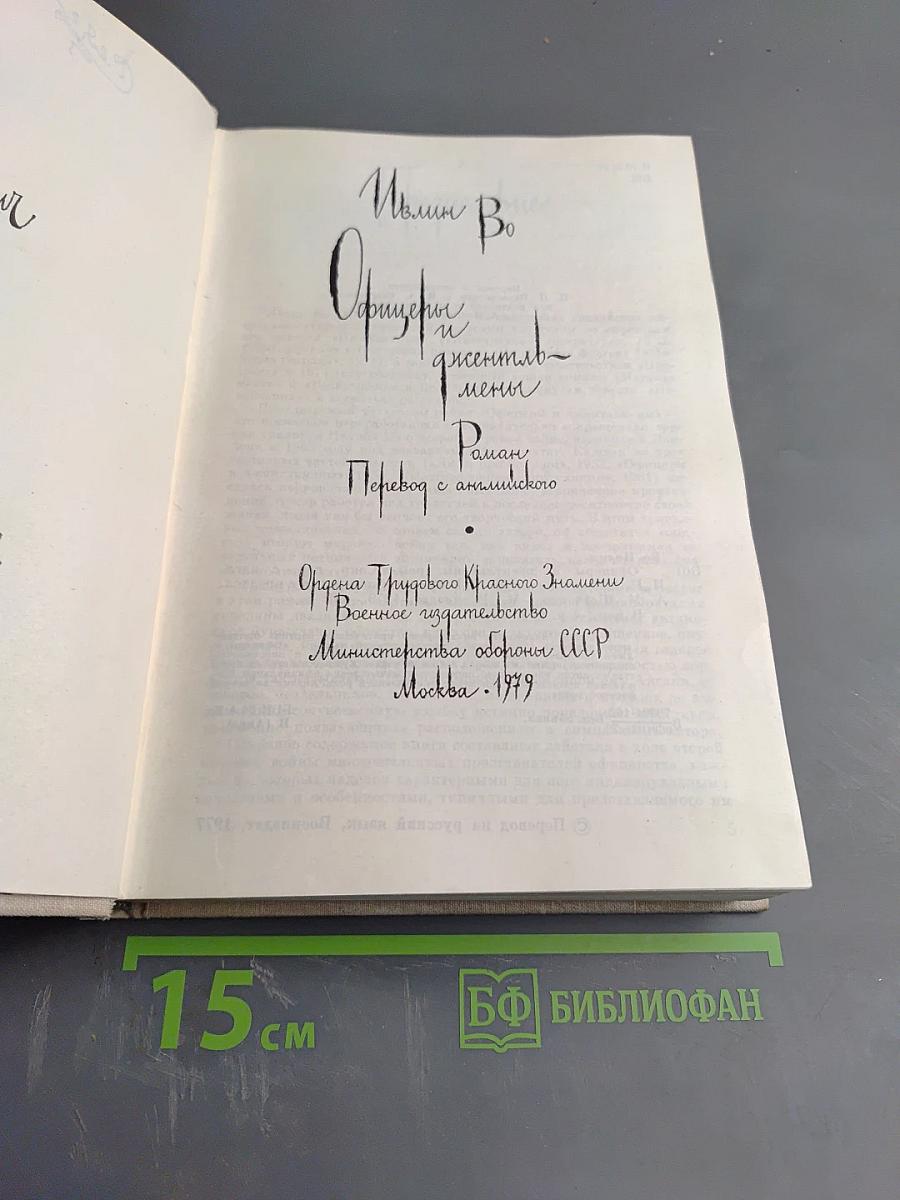 Ивлин Во
Офицеры
и
джентль-
мены
Роман
Перевод с английского
Ордена Трудового Красного Знамени
Военное издательство
Министерства обороны СССР
Москва . 1979
15 см
БФ БИБЛИОФАН